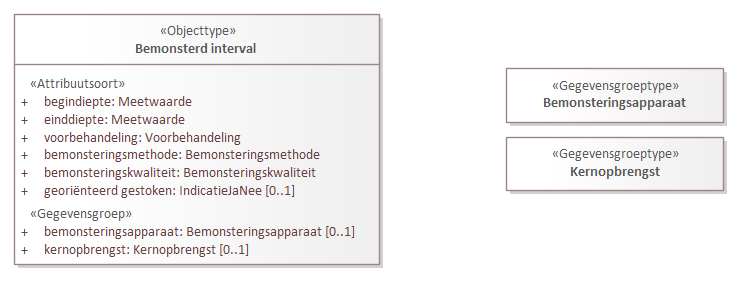 «Objecttype»
Bemonsterd interval
«Attribuutsoort»
+ begindiepte: Meetwaarde
+ einddiepte: Meetwaarde
+ voorbehandeling: Voorbehandeling
+ bemonsteringsmethode: Bemonsteringsmethode
+ bemonsteringskwaliteit: Bemonsteringskwaliteit
+ georiënteerd gestoken: IndicatieJaNee [0..1]
«Gegevensgroep»
+ bemonsteringsapparaat: Bemonsteringsapparaat [0..1]
+ kernopbrengst: Kernopbrengst [0..1]
«Gegevensgroeptype»
Bemonsteringsapparaat
«Gegevensgroeptype»
Kernopbrengst